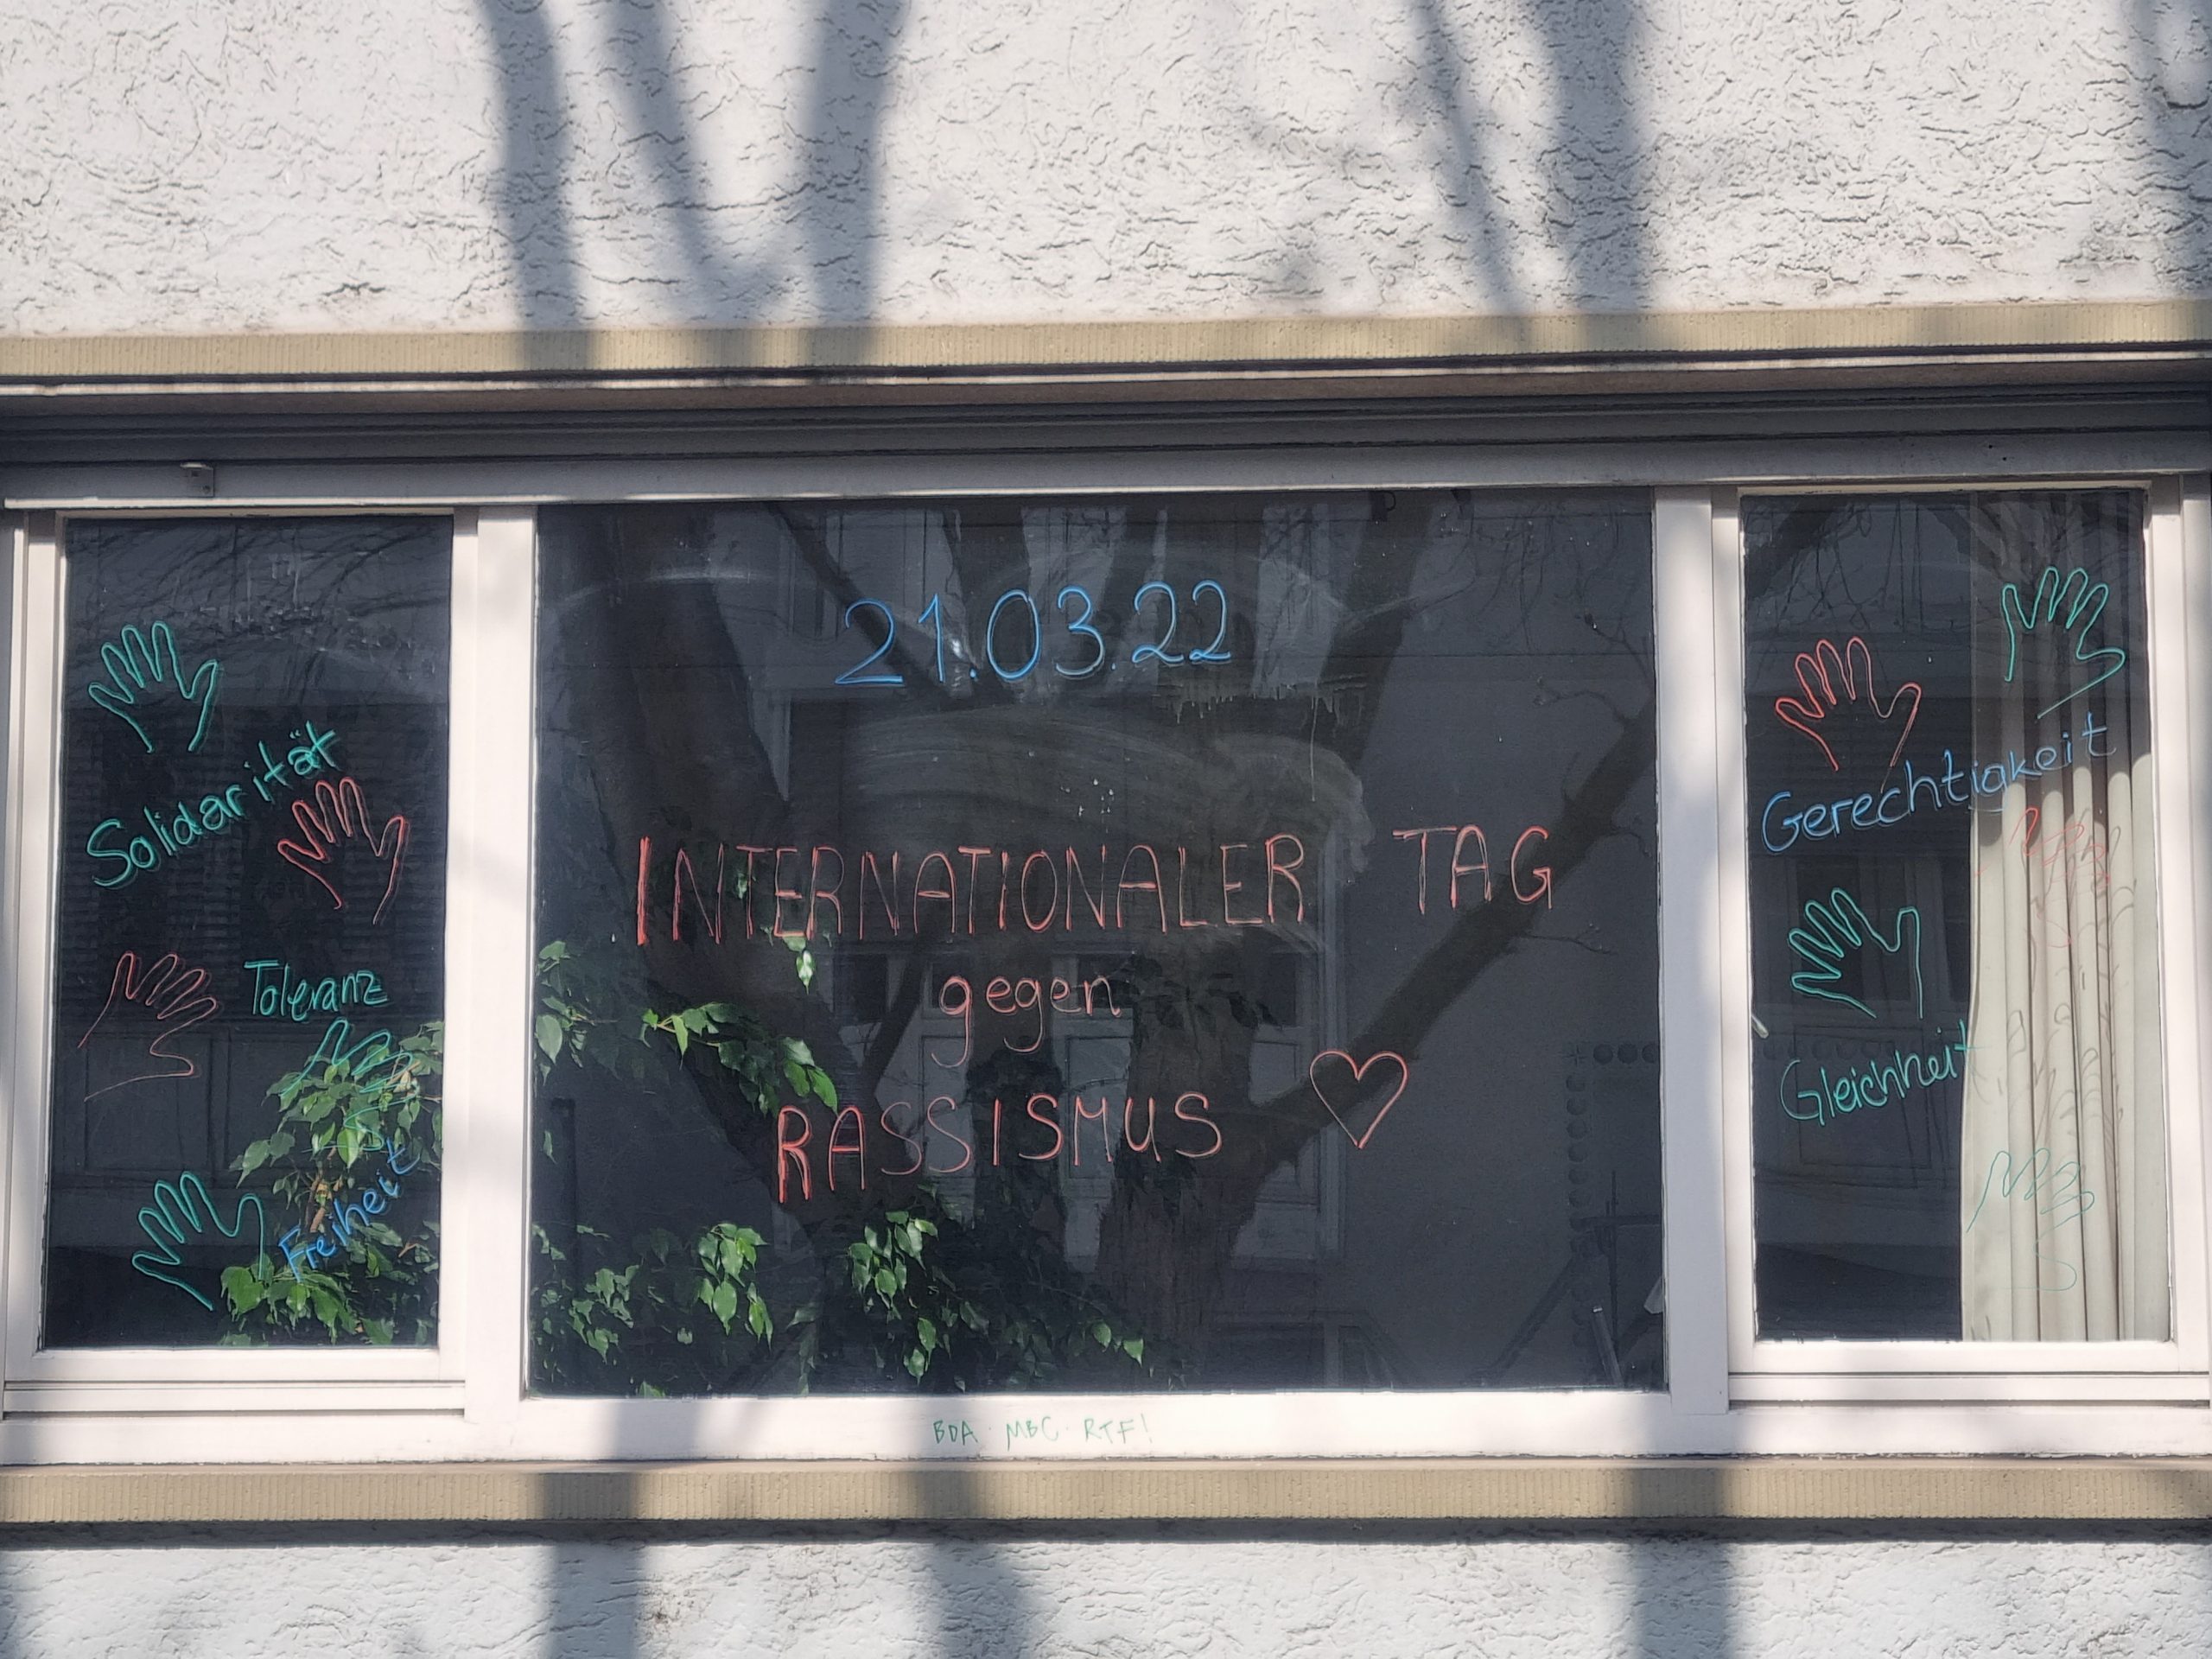 Solidarität
Toleranz
Freiheit
21.03.22
INTERNATIONALER TAG
gegen
RASSISMUS ♡
BDA · MBC · RTF!
Gerechtigkeit
Gleichheit